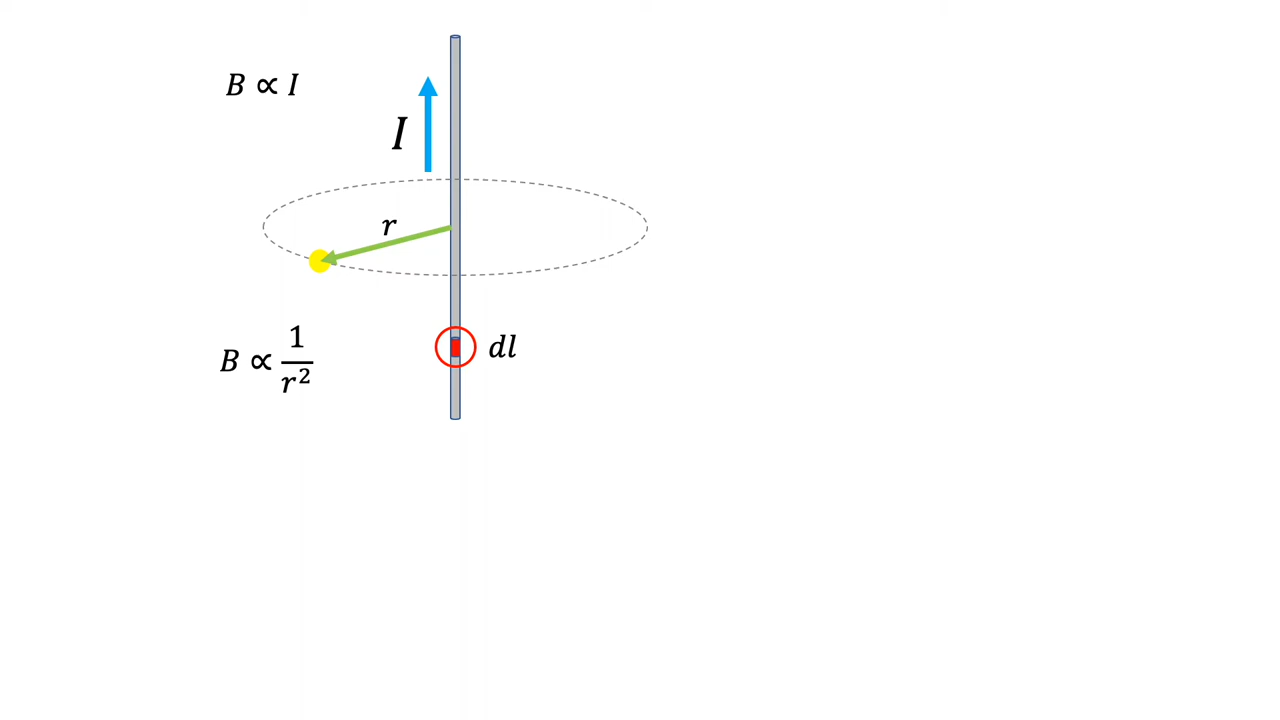 B ∝ I
I
r
B ∝ 1/r²
dl